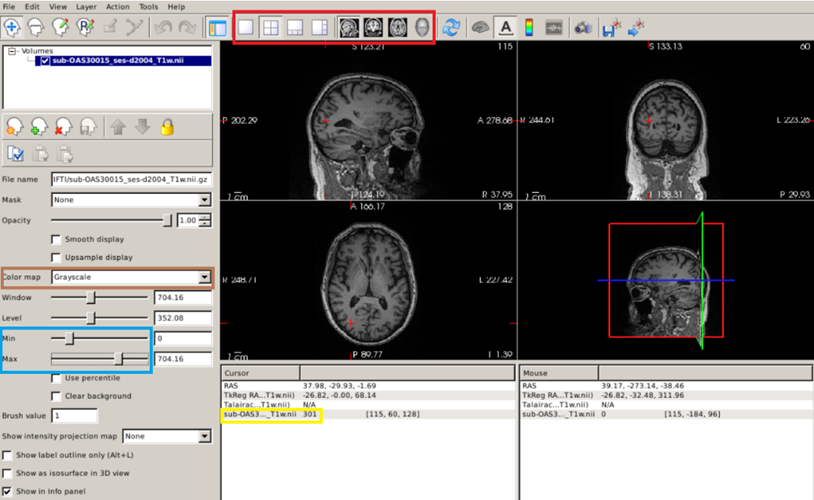 File Edit View Layer Action Tools Help
Volumes
sub-OAS30015_ses-d2004_T1w.nii
File name IFTI/sub-OAS30015_ses-d2004_T1w.nii.gz
Mask None
Opacity 1.00
Smooth display
Upsample display
Color map Grayscale
Window 704.16
Level 352.08
Min 0
Max 704.16
Use percentile
Clear background
Brush value 1
Show intensity projection map None
Show label outline only (Alt+L)
Show as isosurface in 3D view
Show in Info panel
R
A
S 123.21 115
P 202.29 A 278.68
1 cm I 124.19 R 37.95
S 133.13 60
R 244.61 L 223.26
1 cm I 138.31 P 29.93
A 166.17 128
R 248.71 L 227.42
1 cm P 89.77 I 1.39
Cursor
RAS 37.98, -29.93, -1.69
TkReg RA...T1w.nii) -26.82, -0.00, 68.14
Talairac...T1w.nii) N/A
sub-OAS3..._T1w.nii 301 [115, 60, 128]
Mouse
RAS 39.17, -273.14, -38.46
TkReg RA...T1w.nii) -26.82, -32.48, 311.96
Talairac...T1w.nii) N/A
sub-OAS3..._T1w.nii 0 [115, -184, 96]